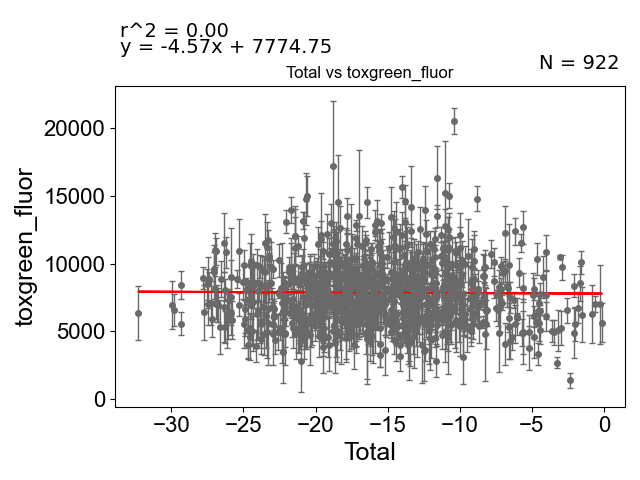 r^2 = 0.00
y = -4.57x + 7774.75
N = 922
Total vs toxgreen_fluor
toxgreen_fluor
20000
15000
10000
5000
0
−30 −25 −20 −15 −10 −5 0
Total